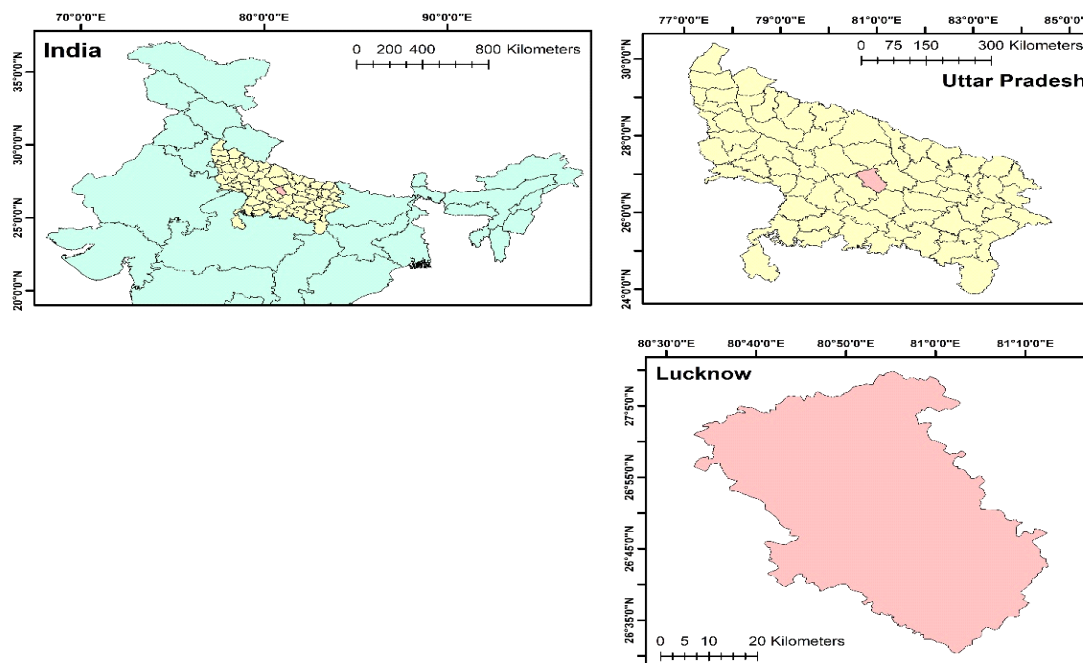 70°0'0"E 80°0'0"E 90°0'0"E
India
0 200 400 800 Kilometers
35°0'0"N
30°0'0"N
25°0'0"N
20°0'0"N
77°0'0"E 79°0'0"E 81°0'0"E 83°0'0"E 85°0'0"
0 75 150 300 Kilometers
Uttar Pradesh
30°0'0"N
28°0'0"N
26°0'0"N
24°0'0"N
80°30'0"E 80°40'0"E 80°50'0"E 81°0'0"E 81°10'0"E
Lucknow
27°5'0"N
26°55'0"N
26°45'0"N
26°35'0"N
0 5 10 20 Kilometers